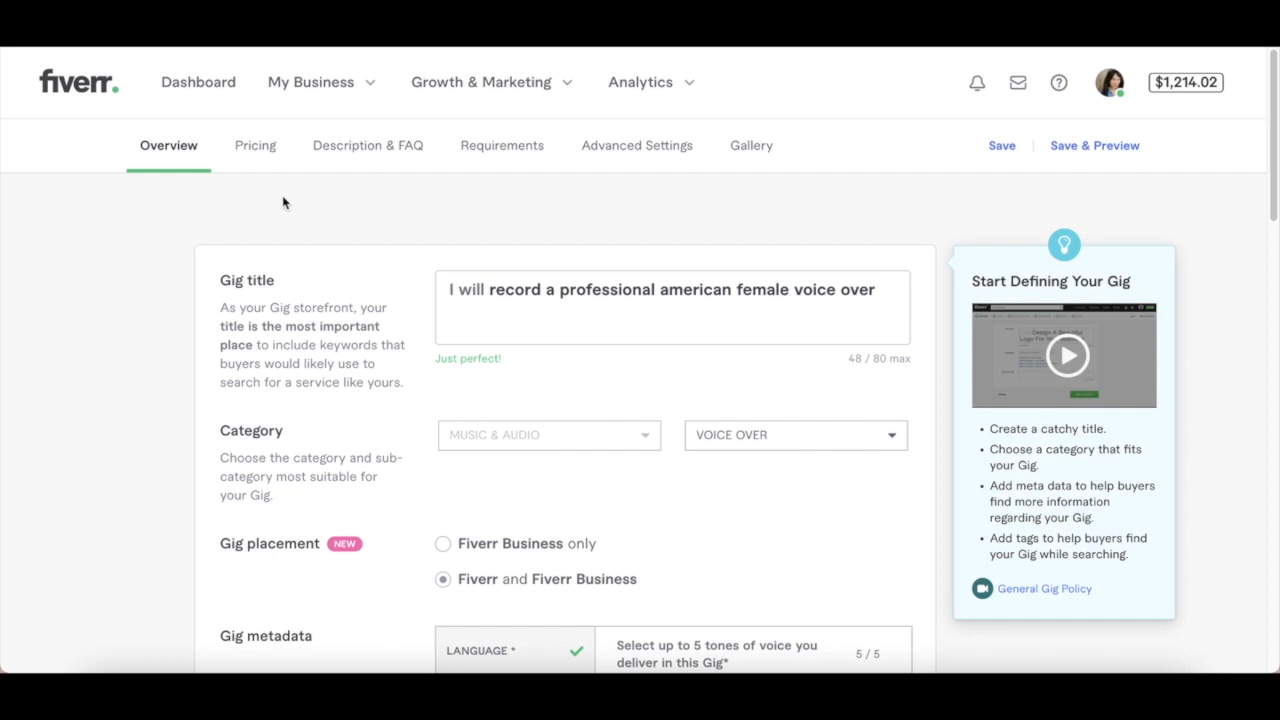 fiverr.
Dashboard
My Business
Growth & Marketing
Analytics
$1,214.02
Overview
Pricing
Description & FAQ
Requirements
Advanced Settings
Gallery
Save
Save & Preview
Gig title
As your Gig storefront, your
title is the most important
place to include keywords that
buyers would likely use to
search for a service like yours.
I will record a professional american female voice over
Just perfect!
48 / 80 max
Category
Choose the category and sub-
category most suitable for
your Gig.
MUSIC & AUDIO
VOICE OVER
Gig placement NEW
Fiverr Business only
Fiverr and Fiverr Business
Gig metadata
LANGUAGE *
Select up to 5 tones of voice you
deliver in this Gig*
5 / 5
Start Defining Your Gig
• Create a catchy title.
• Choose a category that fits
your Gig.
• Add meta data to help buyers
find more information
regarding your Gig.
• Add tags to help buyers find
your Gig while searching.
General Gig Policy